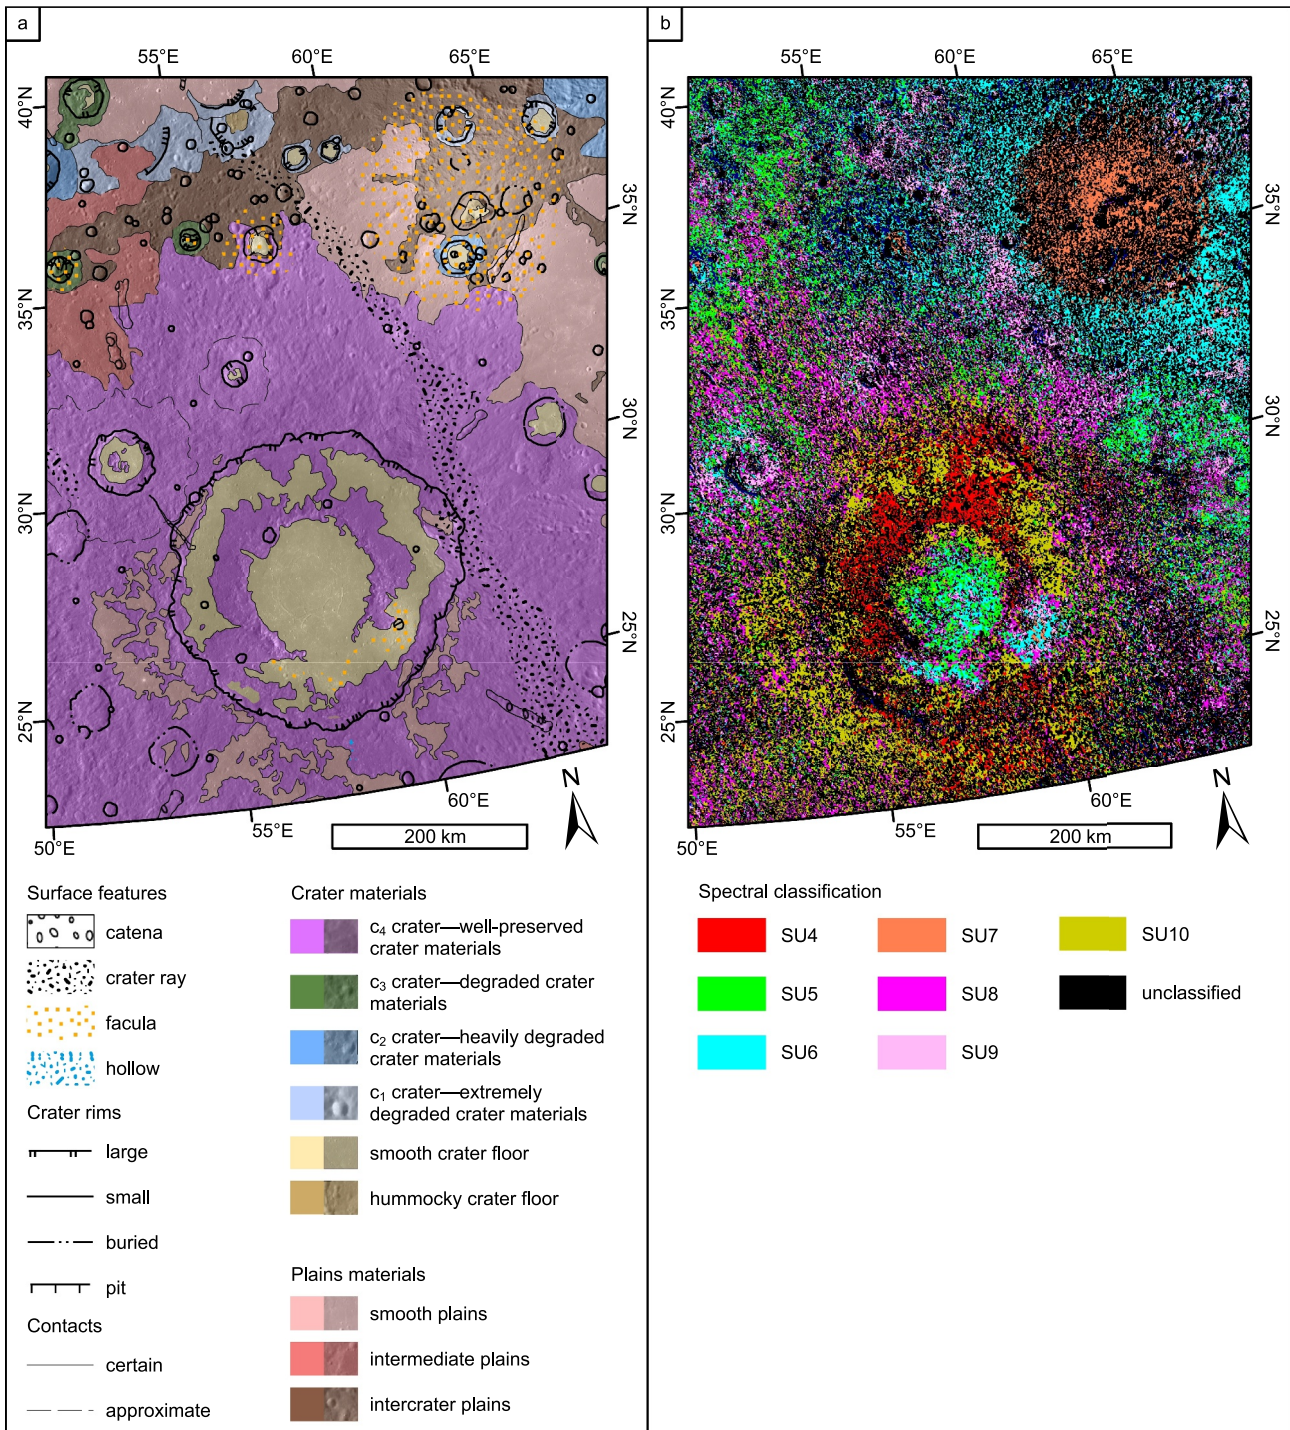 a
55°E 60°E 65°E
40°N
35°N
35°N
30°N
30°N
25°N
25°N
N
60°E
55°E
50°E
200 km
Surface features
catena
crater ray
facula
hollow
Crater rims
large
small
buried
pit
Contacts
certain
approximate
Crater materials
c₄ crater—well-preserved
crater materials
c₃ crater—degraded crater
materials
c₂ crater—heavily degraded
crater materials
c₁ crater—extremely
degraded crater materials
smooth crater floor
hummocky crater floor
Plains materials
smooth plains
intermediate plains
intercrater plains
b
55°E 60°E 65°E
40°N
35°N
35°N
30°N
30°N
25°N
25°N
N
60°E
55°E
50°E
200 km
Spectral classification
SU4
SU5
SU6
SU7
SU8
SU9
SU10
unclassified